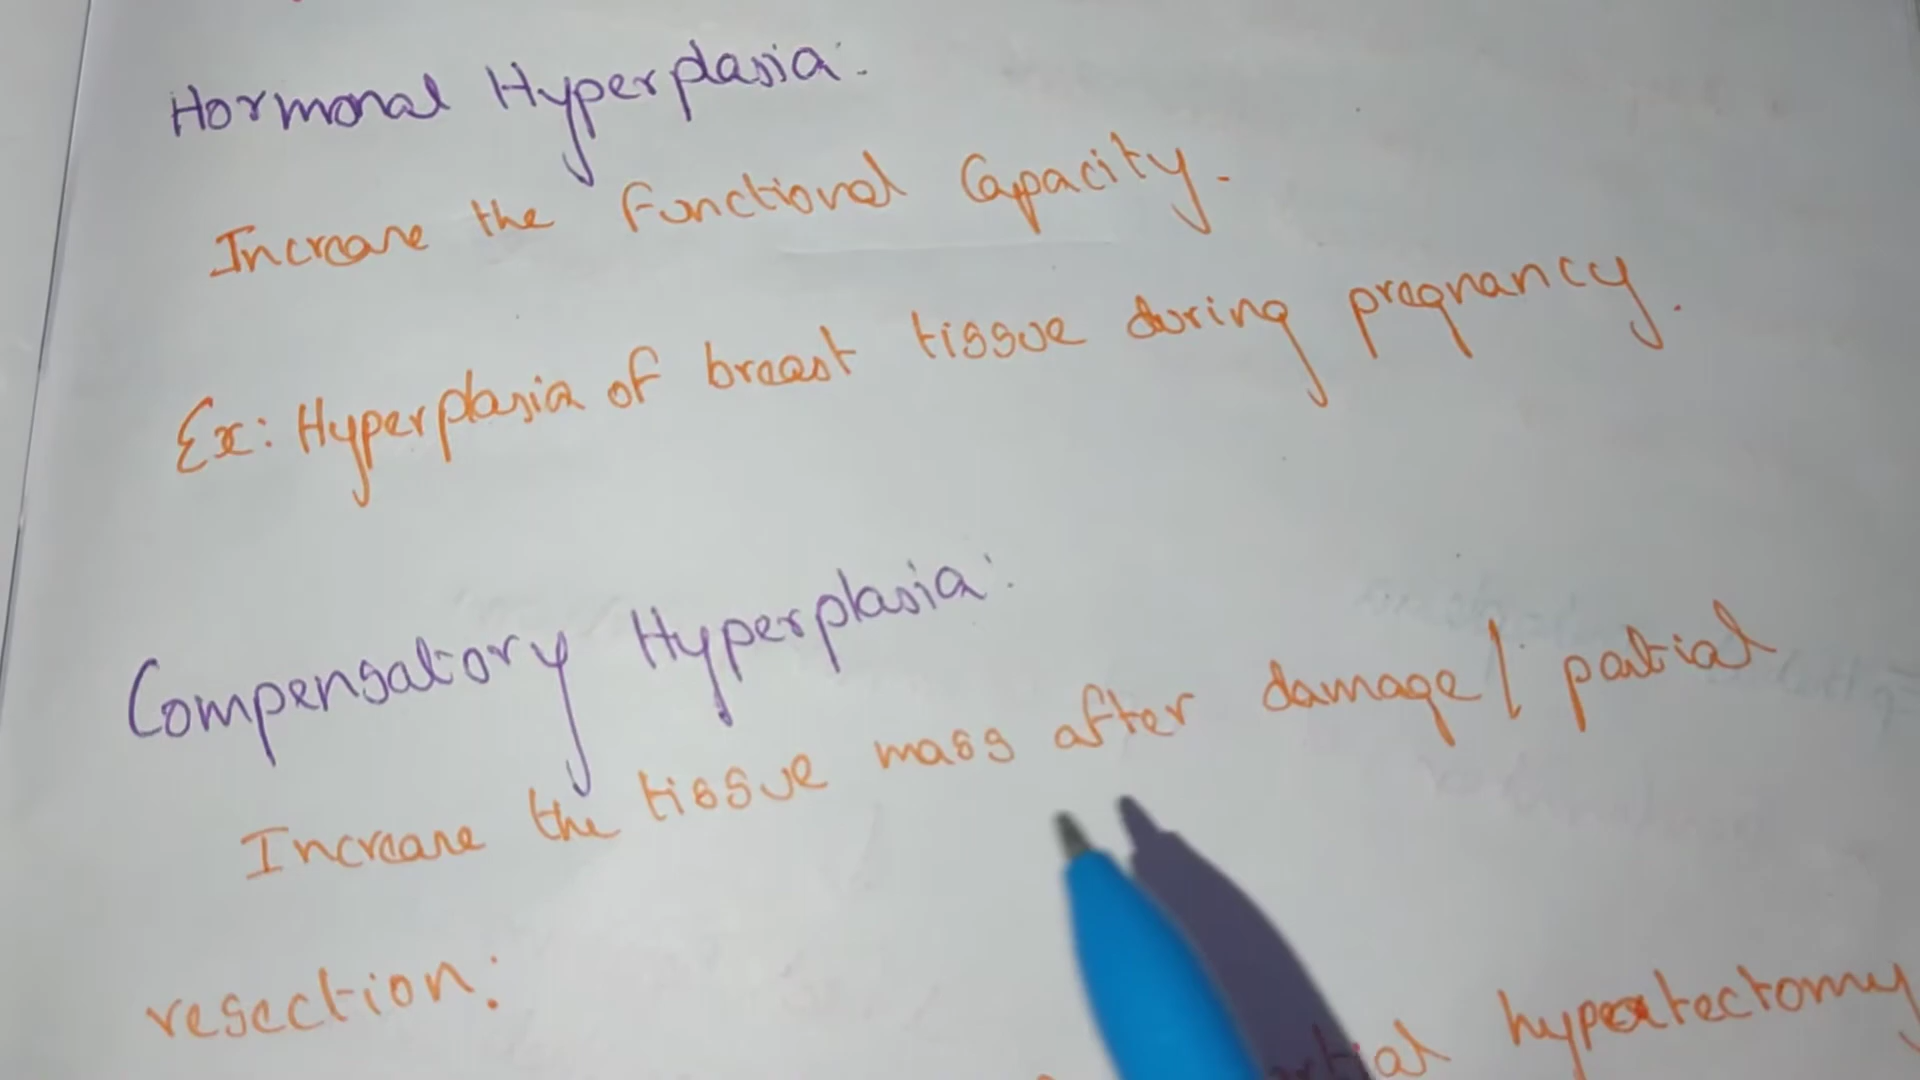 Hormonal Hyperplasia:
Increase the functional Capacity.
Ex: Hyperplasia of breast tissue during pregnancy.
Compensatory Hyperplasia:
Increase the tissue mass after damage/ partial
resection: